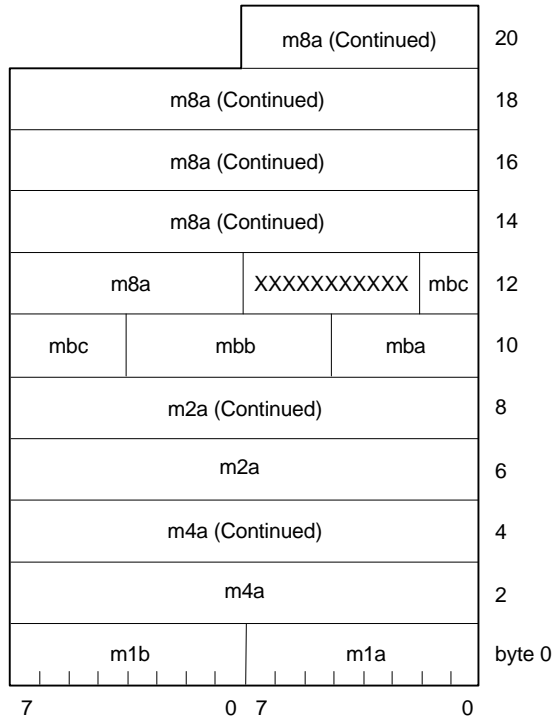 m8a (Continued) 20
m8a (Continued) 18
m8a (Continued) 16
m8a (Continued) 14
m8a XXXXXXXXXXX mbc 12
mbc mbb mba 10
m2a (Continued) 8
m2a 6
m4a (Continued) 4
m4a 2
m1b m1a byte 0
7 0 7 0